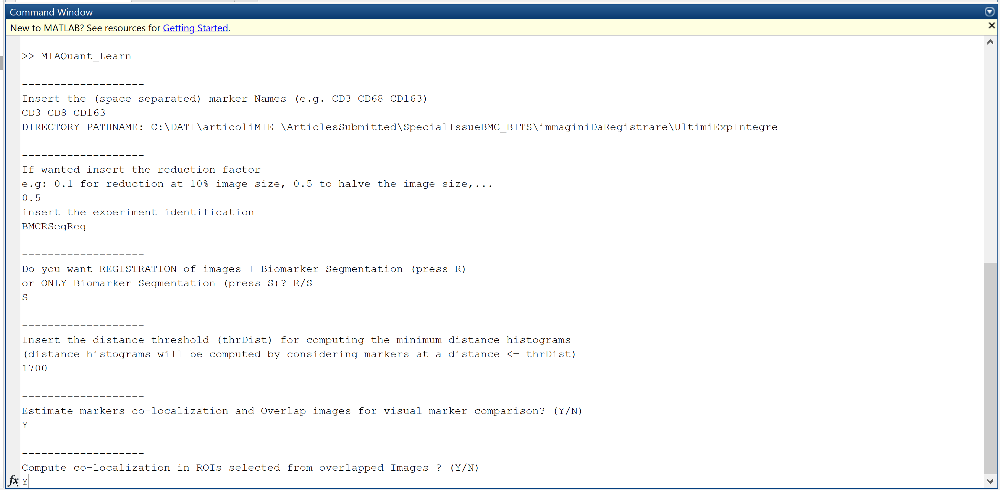 Command Window
New to MATLAB? See resources for Getting Started.
>> MIAQuant_Learn
-------------------
Insert the (space separated) marker Names (e.g. CD3 CD68 CD163)
CD3 CD8 CD163
DIRECTORY PATHNAME: C:\DATI\articoliMIEI\ArticlesSubmitted\SpecialIssueBMC_BITS\immaginiDaRegistrare\UltimiExpIntegre
-------------------
If wanted insert the reduction factor
e.g: 0.1 for reduction at 10% image size, 0.5 to halve the image size,...
0.5
insert the experiment identification
BMCRSegReg
-------------------
Do you want REGISTRATION of images + Biomarker Segmentation (press R)
or ONLY Biomarker Segmentation (press S)? R/S
S
-------------------
Insert the distance threshold (thrDist) for computing the minimum-distance histograms
(distance histograms will be computed by considering markers at a distance <= thrDist)
1700
-------------------
Estimate markers co-localization and Overlap images for visual marker comparison? (Y/N)
Y
-------------------
Compute co-localization in ROIs selected from overlapped Images ? (Y/N)
fx Y